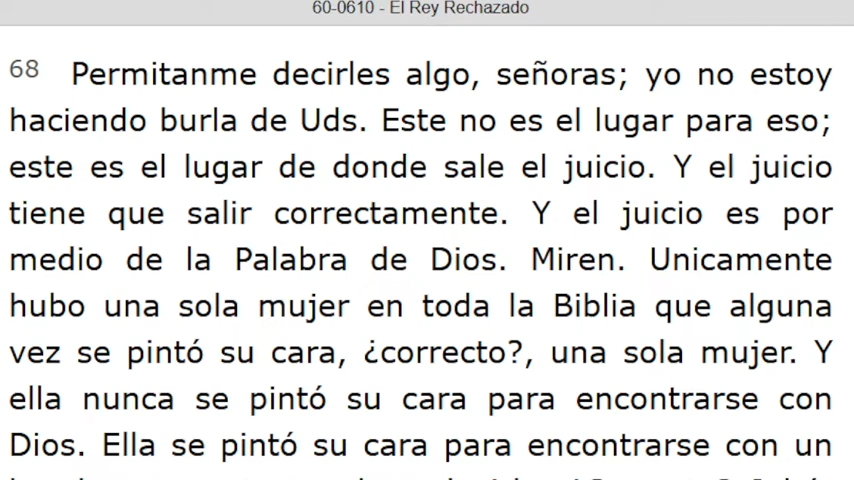 60-0610 - El Rey Rechazado
68 Permitanme decirles algo, señoras; yo no estoy
haciendo burla de Uds. Este no es el lugar para eso;
este es el lugar de donde sale el juicio. Y el juicio
tiene que salir correctamente. Y el juicio es por
medio de la Palabra de Dios. Miren. Unicamente
hubo una sola mujer en toda la Biblia que alguna
vez se pintó su cara, ¿correcto?, una sola mujer. Y
ella nunca se pintó su cara para encontrarse con
Dios. Ella se pintó su cara para encontrarse con un